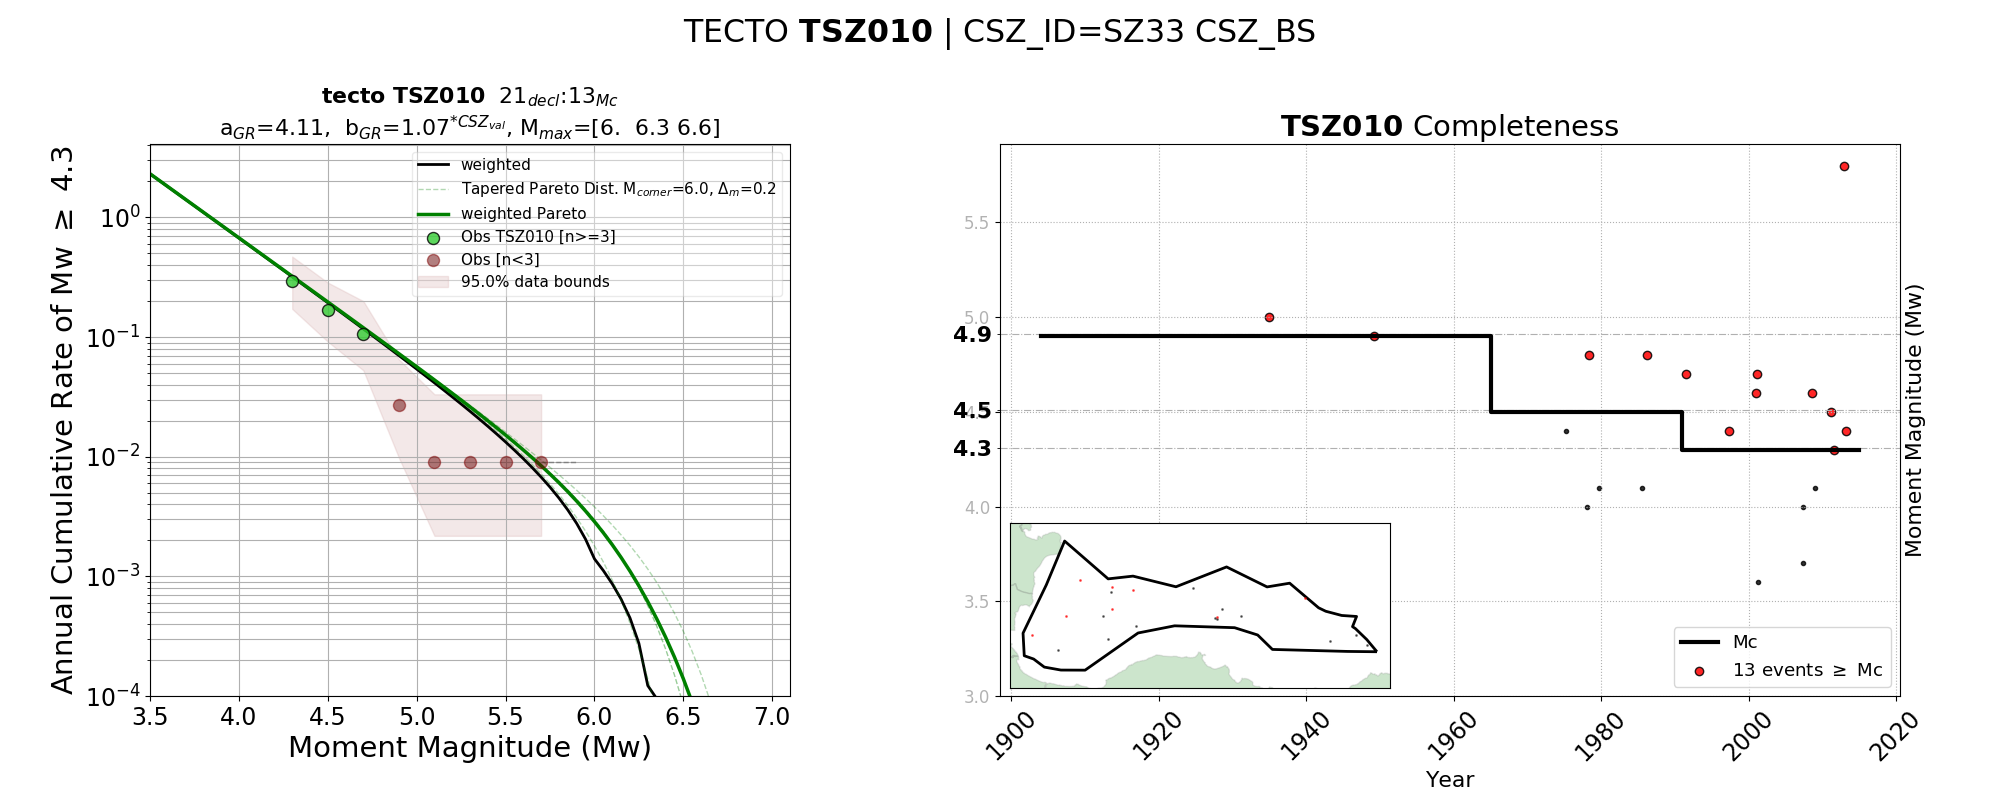 TECTO TSZ010 | CSZ_ID=SZ33 CSZ_BS
tecto TSZ010 21decl:13Mc
aGR=4.11, bGR=1.07*CSZval, Mmax=[6. 6.3 6.6]
Annual Cumulative Rate of Mw ≥ 4.3
10^0
10^−1
10^−2
10^−3
10^−4
weighted
Tapered Pareto Dist. Mcorner=6.0, Δm=0.2
weighted Pareto
Obs TSZ010 [n>=3]
Obs [n<3]
95.0% data bounds
3.5 4.0 4.5 5.0 5.5 6.0 6.5 7.0
Moment Magnitude (Mw)
TSZ010 Completeness
5.5
5.0
4.9
4.5
4.5
4.3
4.0
3.5
3.0
Mc
13 events ≥ Mc
1900 1920 1940 1960 1980 2000 2020
Year
Moment Magnitude (Mw)